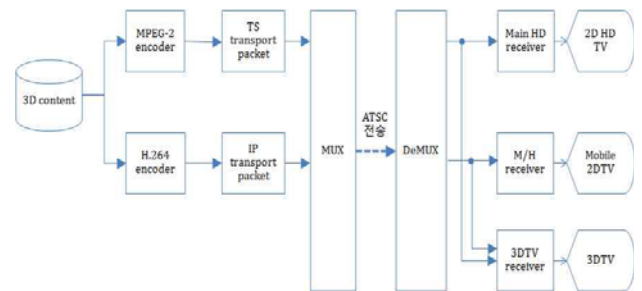 3D content
MPEG-2
encoder
TS
transport
packet
H.264
encoder
IP
transport
packet
MUX
ATSC
전송
DeMUX
Main HD
receiver
2D HD
TV
M/H
receiver
Mobile
2DTV
3DTV
receiver
3DTV